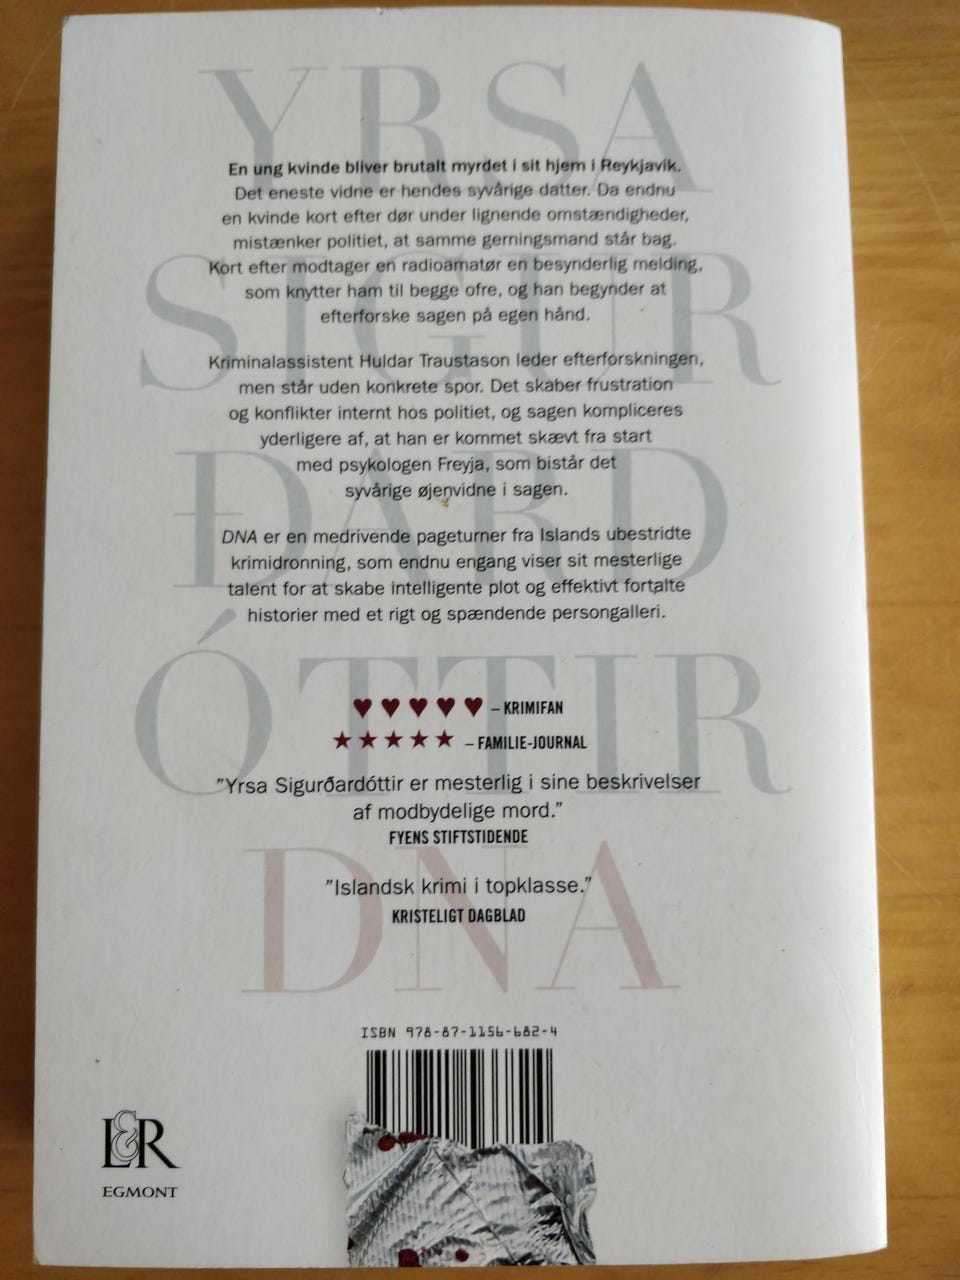 YRSA
SIGUR
ÐARD
ÓTTIR
DNA
En ung kvinde bliver brutalt myrdet i sit hjem i Reykjavik.
Det eneste vidne er hendes syvårige datter. Da endnu
en kvinde kort efter dør under lignende omstændigheder,
mistænker politiet, at samme gerningsmand står bag.
Kort efter modtager en radioamatør en besynderlig melding,
som knytter ham til begge ofre, og han begynder at
efterforske sagen på egen hånd.
Kriminalassistent Huldar Traustason leder efterforskningen,
men står uden konkrete spor. Det skaber frustration
og konflikter internt hos politiet, og sagen kompliceres
yderligere af, at han er kommet skævt fra start
med psykologen Freyja, som bistår det
syvårige øjenvidne i sagen.
DNA er en medrivende pageturner fra Islands ubestridte
krimidronning, som endnu engang viser sit mesterlige
talent for at skabe intelligente plot og effektivt fortalte
historier med et rigt og spændende persongalleri.
♥♥♥♥♥ – KRIMIFAN
★★★★★ – FAMILIE-JOURNAL
”Yrsa Sigurðardóttir er mesterlig i sine beskrivelser
af modbydelige mord.”
FYENS STIFTSTIDENDE
”Islandsk krimi i topklasse.”
KRISTELIGT DAGBLAD
ISBN 978-87-1156-682-4
L&R
EGMONT